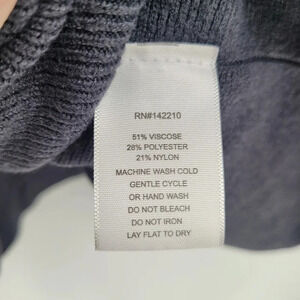 RN#142210
51% VISCOSE
28% POLYESTER
21% NYLON
MACHINE WASH COLD
GENTLE CYCLE
OR HAND WASH
DO NOT BLEACH
DO NOT IRON
LAY FLAT TO DRY